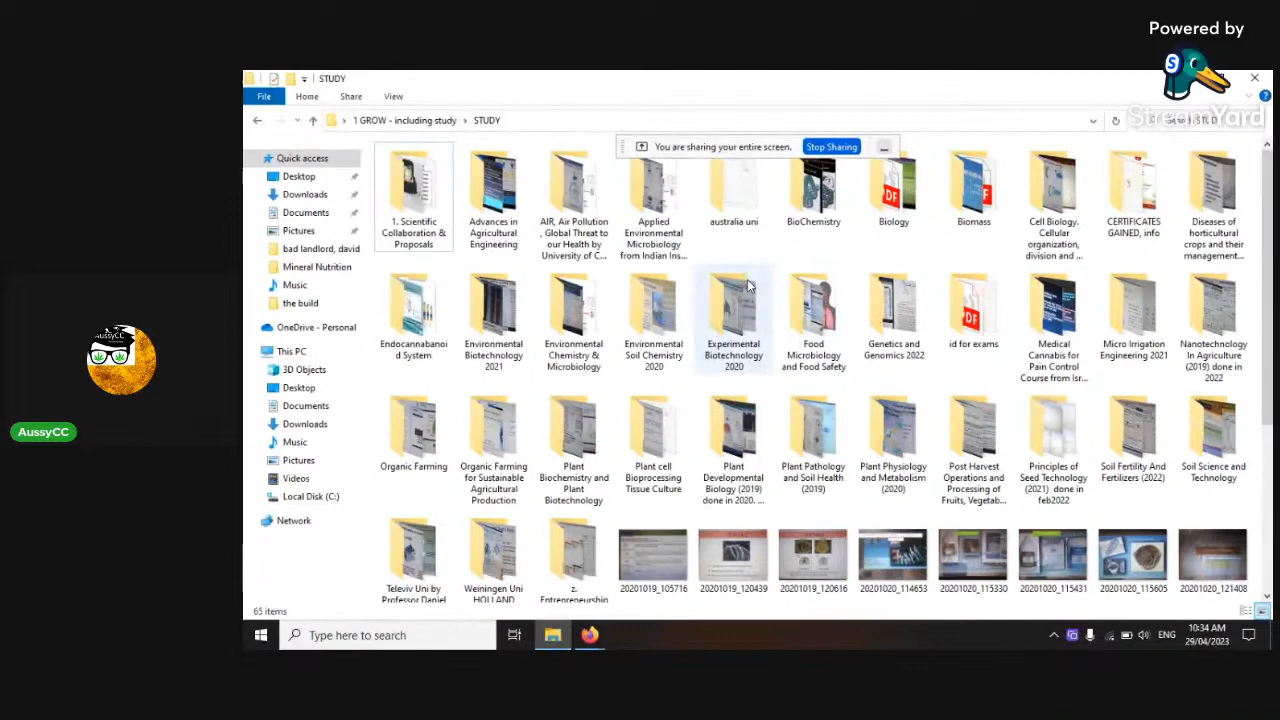 Powered by
S
StreamYard
STUDY
File Home Share View
1 GROW - including study STUDY
You are sharing your entire screen. Stop Sharing
Quick access
Desktop
Downloads
Documents
Pictures
bad landlord, david
Mineral Nutrition
Music
the build
OneDrive - Personal
This PC
3D Objects
Desktop
Documents
Downloads
Music
Pictures
Videos
Local Disk (C:)
Network
1. Scientific
Collaboration &
Proposals
Advances in
Agricultural
Engineering
AIR, Air Pollution
, Global Threat to
our Health by
University of C...
Applied
Environmental
Microbiology
from Indian Ins...
australia uni
BioChemistry
Biology
Biomass
Cell Biology.
Cellular
organization,
division and ...
CERTIFICATES
GAINED, info
Diseases of
horticultural
crops and their
management...
Endocannabanoi
d System
Environmental
Biotechnology
2021
Environmental
Chemistry &
Microbiology
Environmental
Soil Chemistry
2020
Experimental
Biotechnology
2020
Food
Microbiology
and Food Safety
Genetics and
Genomics 2022
id for exams
Medical
Cannabis for
Pain Control
Course from Isr...
Micro Irrigation
Engineering 2021
Nanotechnology
In Agriculture
(2019) done in
2022
Organic Farming
Organic Farming
for Sustainable
Agricultural
Production
Plant
Biochemistry and
Plant
Biotechnology
Plant cell
Bioprocessing
Tissue Culture
Plant
Developmental
Biology (2019)
done in 2020. ...
Plant Pathology
and Soil Health
(2019)
Plant Physiology
and Metabolism
(2020)
Post Harvest
Operations and
Processing of
Fruits, Vegetab...
Principles of
Seed Technology
(2021) done in
feb2022
Soil Fertility And
Fertilizers (2022)
Soil Science and
Technology
Televiv Uni by
Professor Daniel
Weiningen Uni
HOLLAND
z.
Entrepreneurship
20201019_105716
20201019_120439
20201019_120616
20201020_114653
20201020_115330
20201020_115431
20201020_115605
20201020_121408
65 items
AussyCC
AussyCC
Type here to search
ENG
10:34 AM
29/04/2023